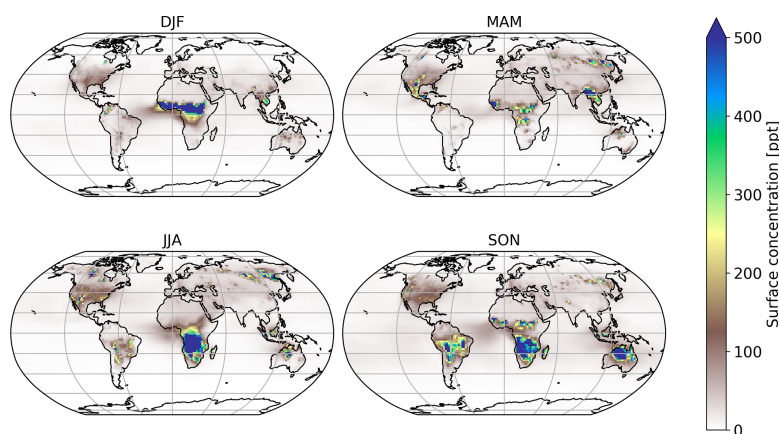 DJF
MAM
JJA
SON
500
400
300
200
100
0
Surface concentration [ppt]